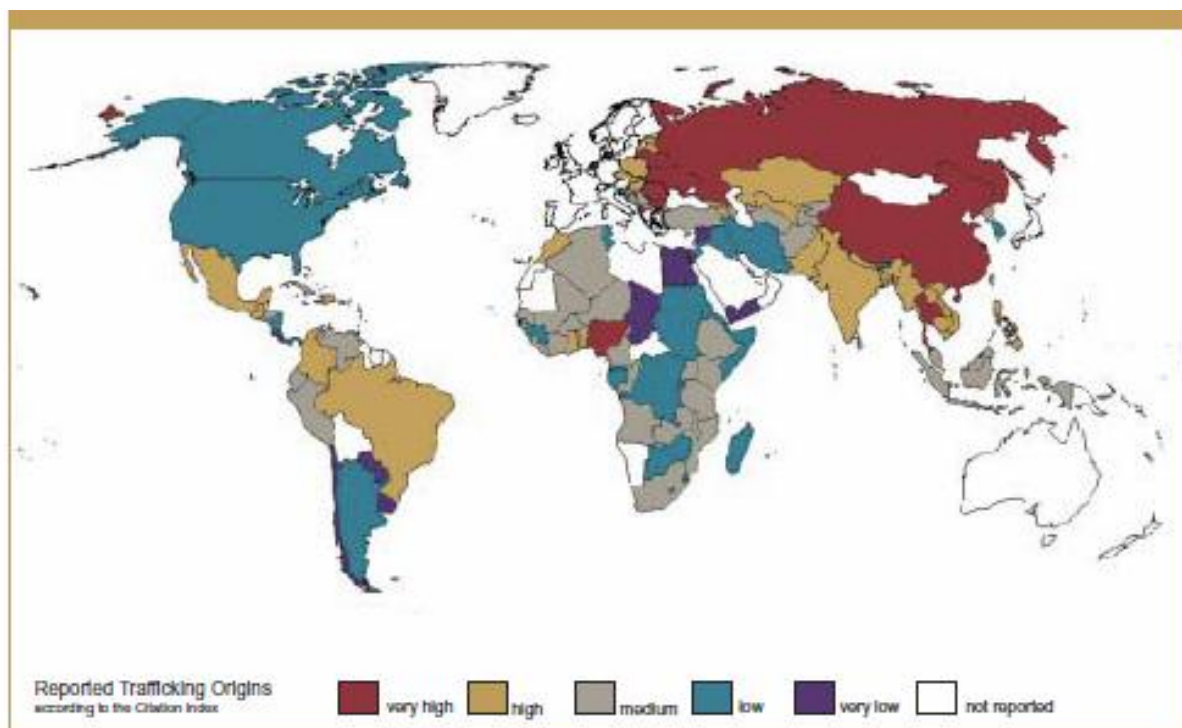 Reported Trafficking Origins
according to the Citation Index
very high
high
medium
low
very low
not reported